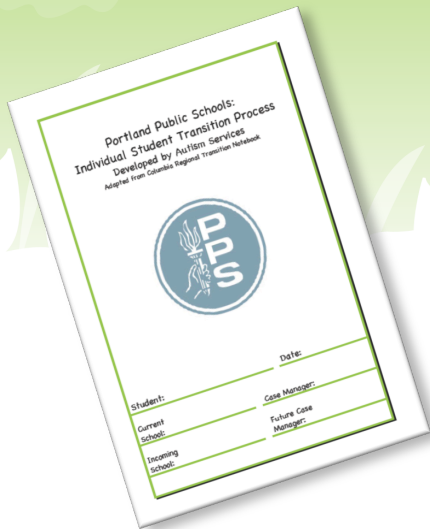 Portland Public Schools:
Individual Student Transition Process
Developed by Autism Services
Adapted from Columbia Regional Transition Notebook
PPS
Student:
Date:
Current
School:
Case Manager:
Incoming
School:
Future Case
Manager: